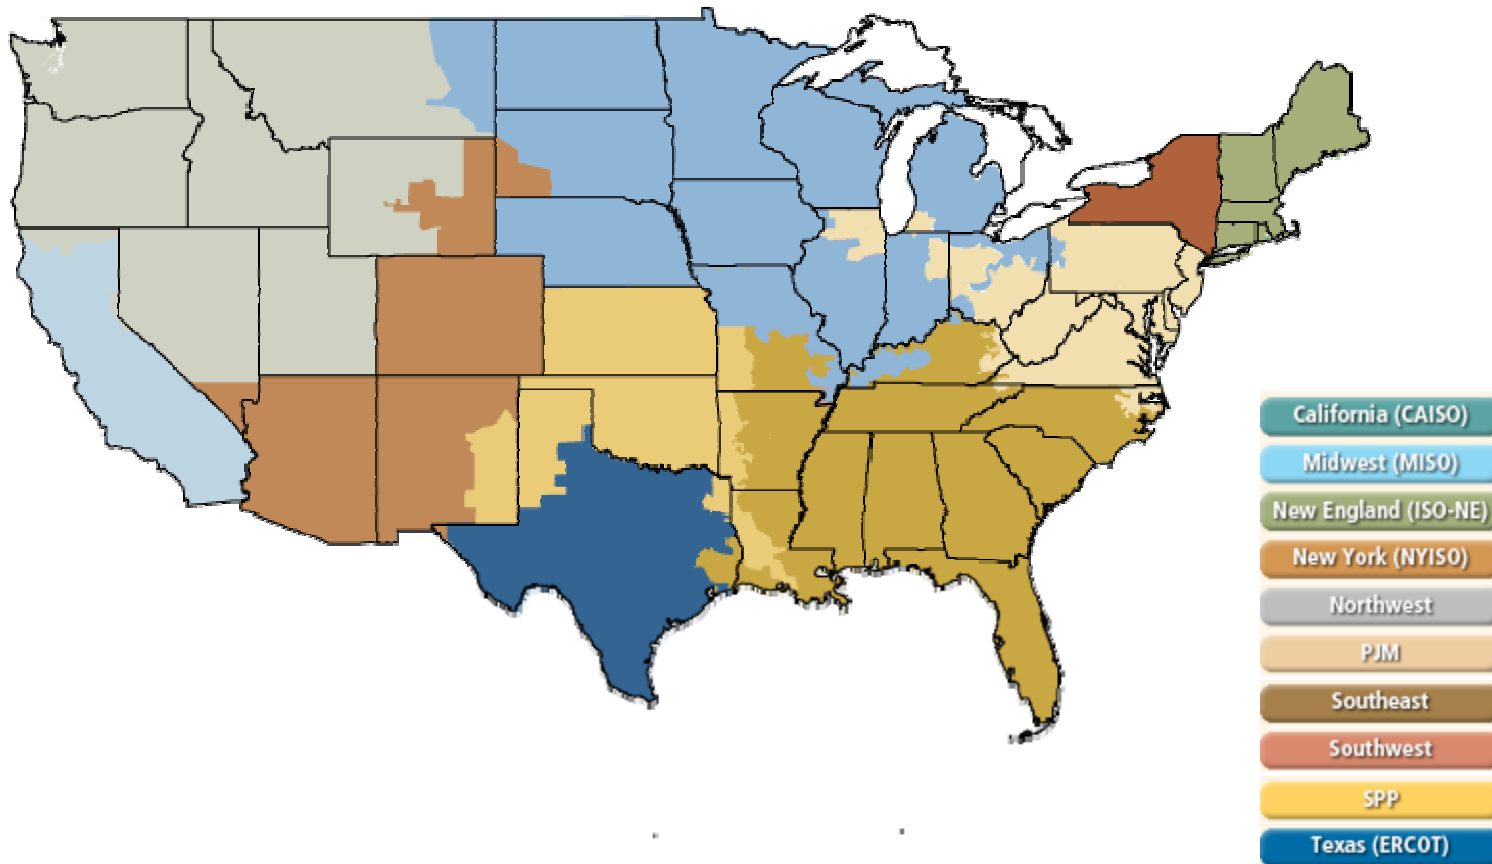 California (CAISO)
Midwest (MISO)
New England (ISO-NE)
New York (NYISO)
Northwest
PJM
Southeast
Southwest
SPP
Texas (ERCOT)